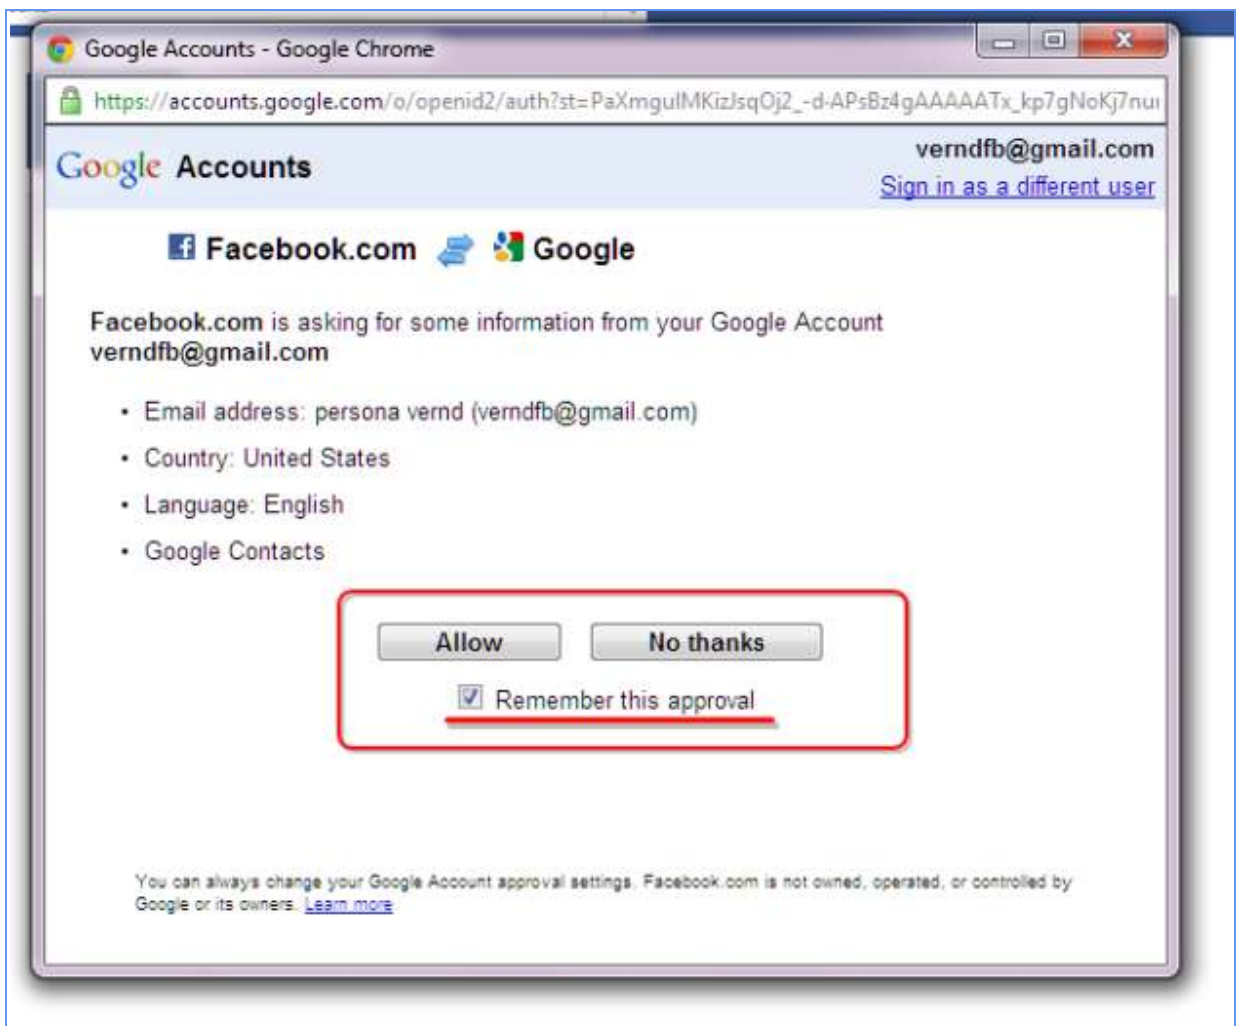 Google Accounts - Google Chrome
x
https://accounts.google.com/o/openid2/auth?st=
Google Accounts
verndfb@gmail.com
Sign in as a different user
Facebook.com Google
Facebook.com is asking for some information from your Google Account
verndfb@gmail.com
• Email address: persona vernd (verndfb@gmail.com)
• Country: United States
• Language: English
• Google Contacts
Allow No thanks
Remember this approval
You can always change your Google Account approval settings. Facebook.com is not owned, operated, or controlled by
Google or its owners. Learn more